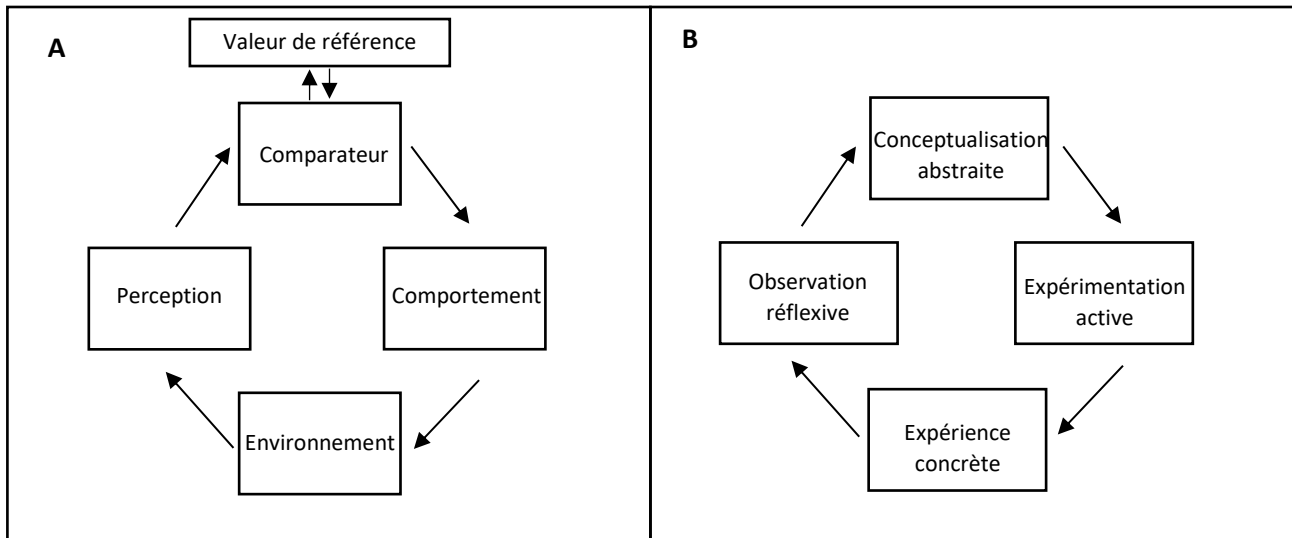 A
Valeur de référence
Comparateur
Perception
Comportement
Environnement
B
Conceptualisation
abstraite
Observation
réflexive
Expérimentation
active
Expérience
concrète